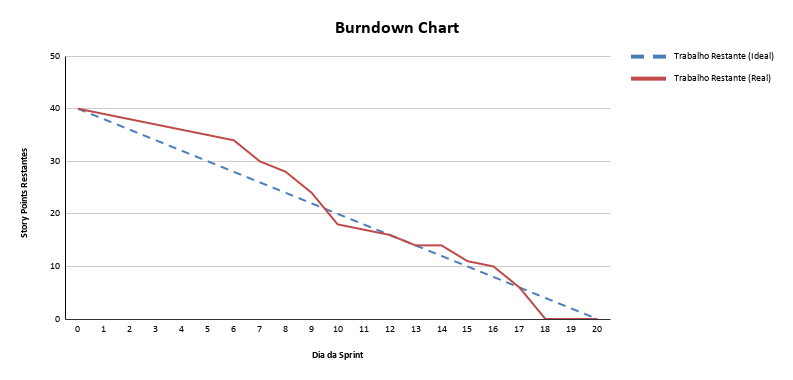 Burndown Chart
50
40
30
20
10
0
Story Points Restantes
0 1 2 3 4 5 6 7 8 9 10 11 12 13 14 15 16 17 18 19 20
Dia da Sprint
Trabalho Restante (Ideal)
Trabalho Restante (Real)